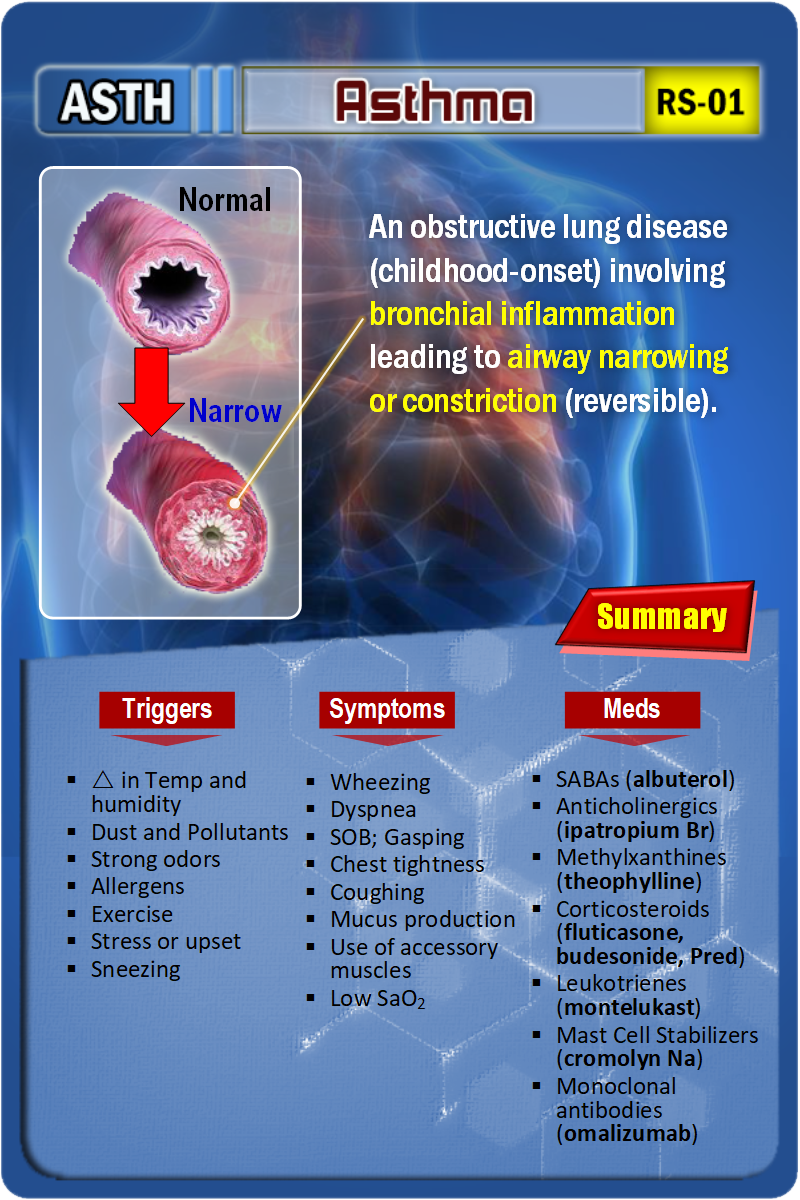 ASTH
Asthma
RS-01
Normal
Narrow
An obstructive lung disease
(childhood-onset) involving
bronchial inflammation
leading to airway narrowing
or constriction (reversible).
Summary
Triggers
▪ △ in Temp and
humidity
▪ Dust and Pollutants
▪ Strong odors
▪ Allergens
▪ Exercise
▪ Stress or upset
▪ Sneezing
Symptoms
▪ Wheezing
▪ Dyspnea
▪ SOB; Gasping
▪ Chest tightness
▪ Coughing
▪ Mucus production
▪ Use of accessory
muscles
▪ Low SaO₂
Meds
▪ SABAs (albuterol)
▪ Anticholinergics
(ipatropium Br)
▪ Methylxanthines
(theophylline)
▪ Corticosteroids
(fluticasone,
budesonide, Pred)
▪ Leukotrienes
(montelukast)
▪ Mast Cell Stabilizers
(cromolyn Na)
▪ Monoclonal
antibodies
(omalizumab)